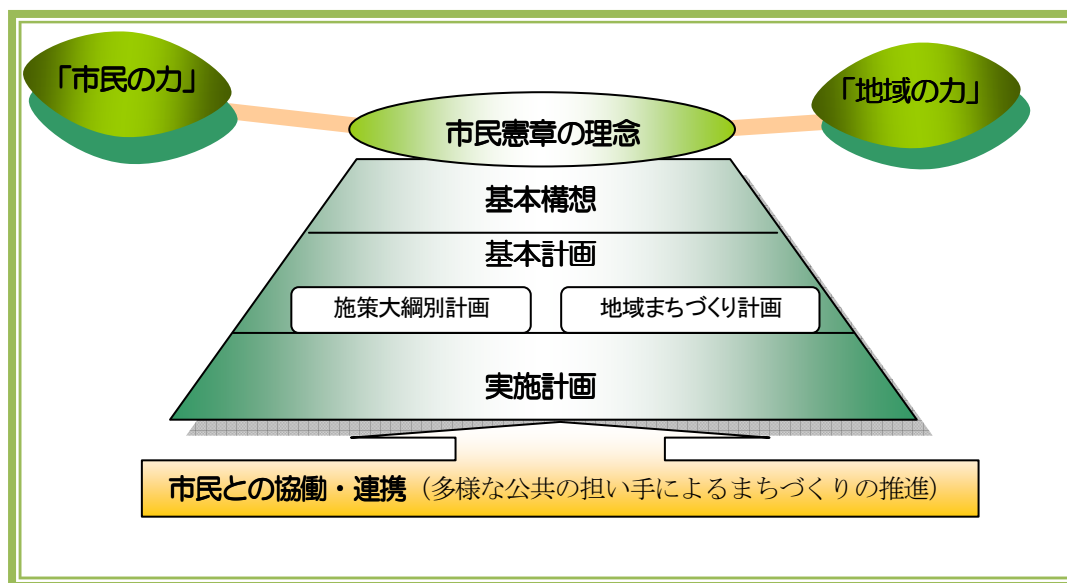 「市民の力」
「地域の力」
市民憲章の理念
基本構想
基本計画
施策大綱別計画
地域まちづくり計画
実施計画
市民との協働・連携（多様な公共の担い手によるまちづくりの推進）